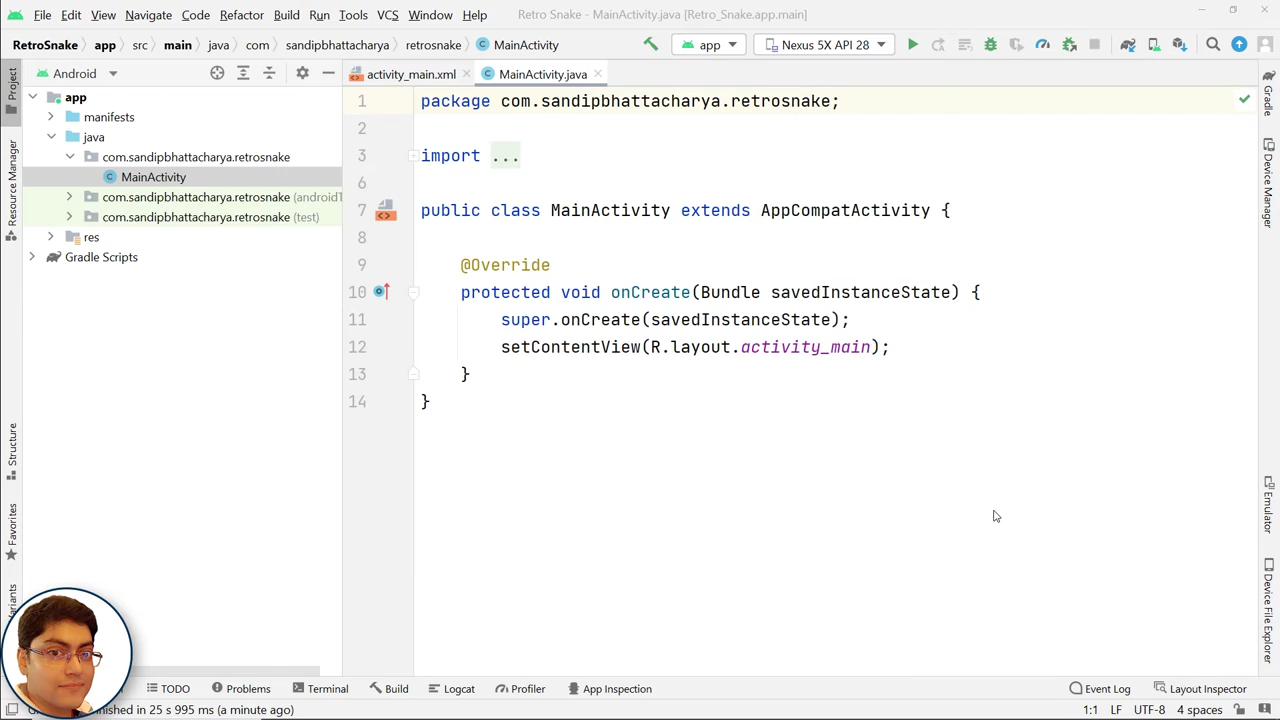 File Edit View Navigate Code Refactor Build Run Tools VCS Window Help Retro Snake - MainActivity.java [Retro_Snake.app.main]
RetroSnake app src main java com sandipbhattacharya retrosnake MainActivity app Nexus 5X API 28
Project
Resource Manager
Structure
Favorites
Android
app
manifests
java
com.sandipbhattacharya.retrosnake
MainActivity
com.sandipbhattacharya.retrosnake
com.sandipbhattacharya.retrosnake (test)
res
Gradle Scripts
activity_main.xml MainActivity.java
1 package com.sandipbhattacharya.retrosnake;
2
3 import ...
6
7 public class MainActivity extends AppCompatActivity {
8
9 @Override
10 protected void onCreate(Bundle savedInstanceState) {
11 super.onCreate(savedInstanceState);
12 setContentView(R.layout.activity_main);
13 }
14 }
Gradle
Device Manager
Emulator
Device File Explorer
TODO Problems Terminal Build Logcat Profiler App Inspection Event Log Layout Inspector
in 25 s 995 ms (a minute ago) 1:1 LF UTF-8 4 spaces